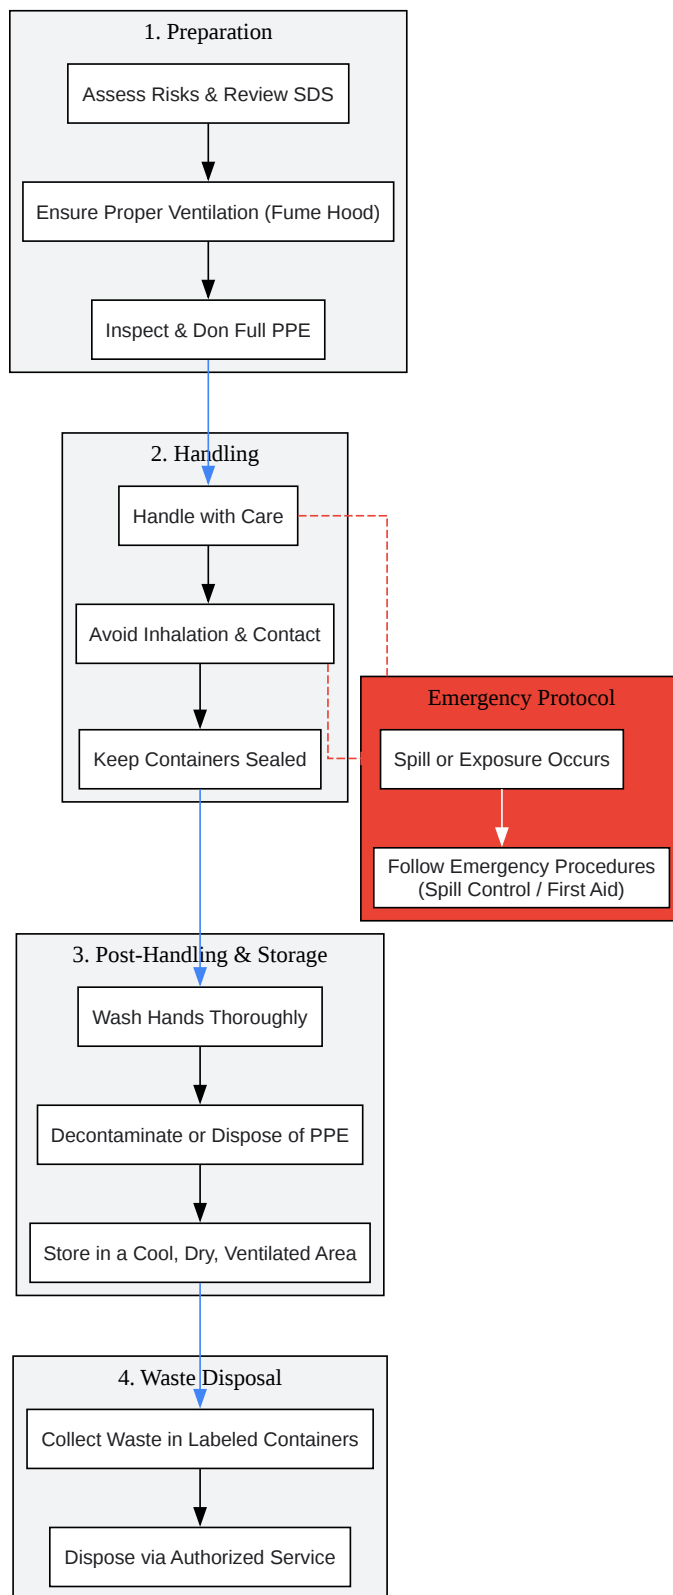 1. Preparation
Assess Risks & Review SDS
Ensure Proper Ventilation (Fume Hood)
Inspect & Don Full PPE
2. Handling
Handle with Care
Avoid Inhalation & Contact
Keep Containers Sealed
Emergency Protocol
Spill or Exposure Occurs
Follow Emergency Procedures
(Spill Control / First Aid)
3. Post-Handling & Storage
Wash Hands Thoroughly
Decontaminate or Dispose of PPE
Store in a Cool, Dry, Ventilated Area
4. Waste Disposal
Collect Waste in Labeled Containers
Dispose via Authorized Service